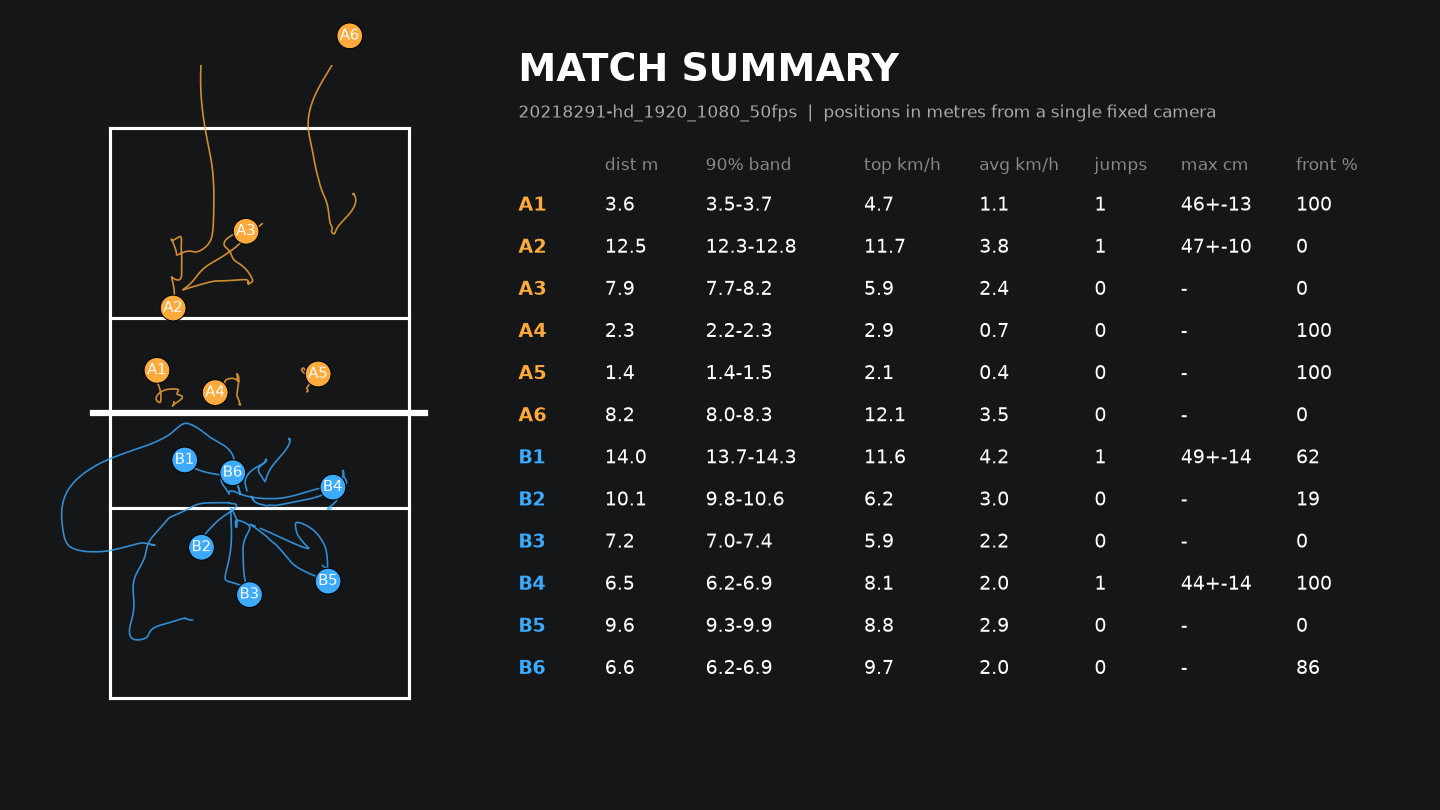 A6
A3
A2
A1
A4
A5
B1
B6
B4
B2
B5
B3
MATCH SUMMARY
20218291-hd_1920_1080_50fps | positions in metres from a single fixed camera
dist m 90% band top km/h avg km/h jumps max cm front %
A1 3.6 3.5-3.7 4.7 1.1 1 46+-13 100
A2 12.5 12.3-12.8 11.7 3.8 1 47+-10 0
A3 7.9 7.7-8.2 5.9 2.4 0 - 0
A4 2.3 2.2-2.3 2.9 0.7 0 - 100
A5 1.4 1.4-1.5 2.1 0.4 0 - 100
A6 8.2 8.0-8.3 12.1 3.5 0 - 0
B1 14.0 13.7-14.3 11.6 4.2 1 49+-14 62
B2 10.1 9.8-10.6 6.2 3.0 0 - 19
B3 7.2 7.0-7.4 5.9 2.2 0 - 0
B4 6.5 6.2-6.9 8.1 2.0 1 44+-14 100
B5 9.6 9.3-9.9 8.8 2.9 0 - 0
B6 6.6 6.2-6.9 9.7 2.0 0 - 86